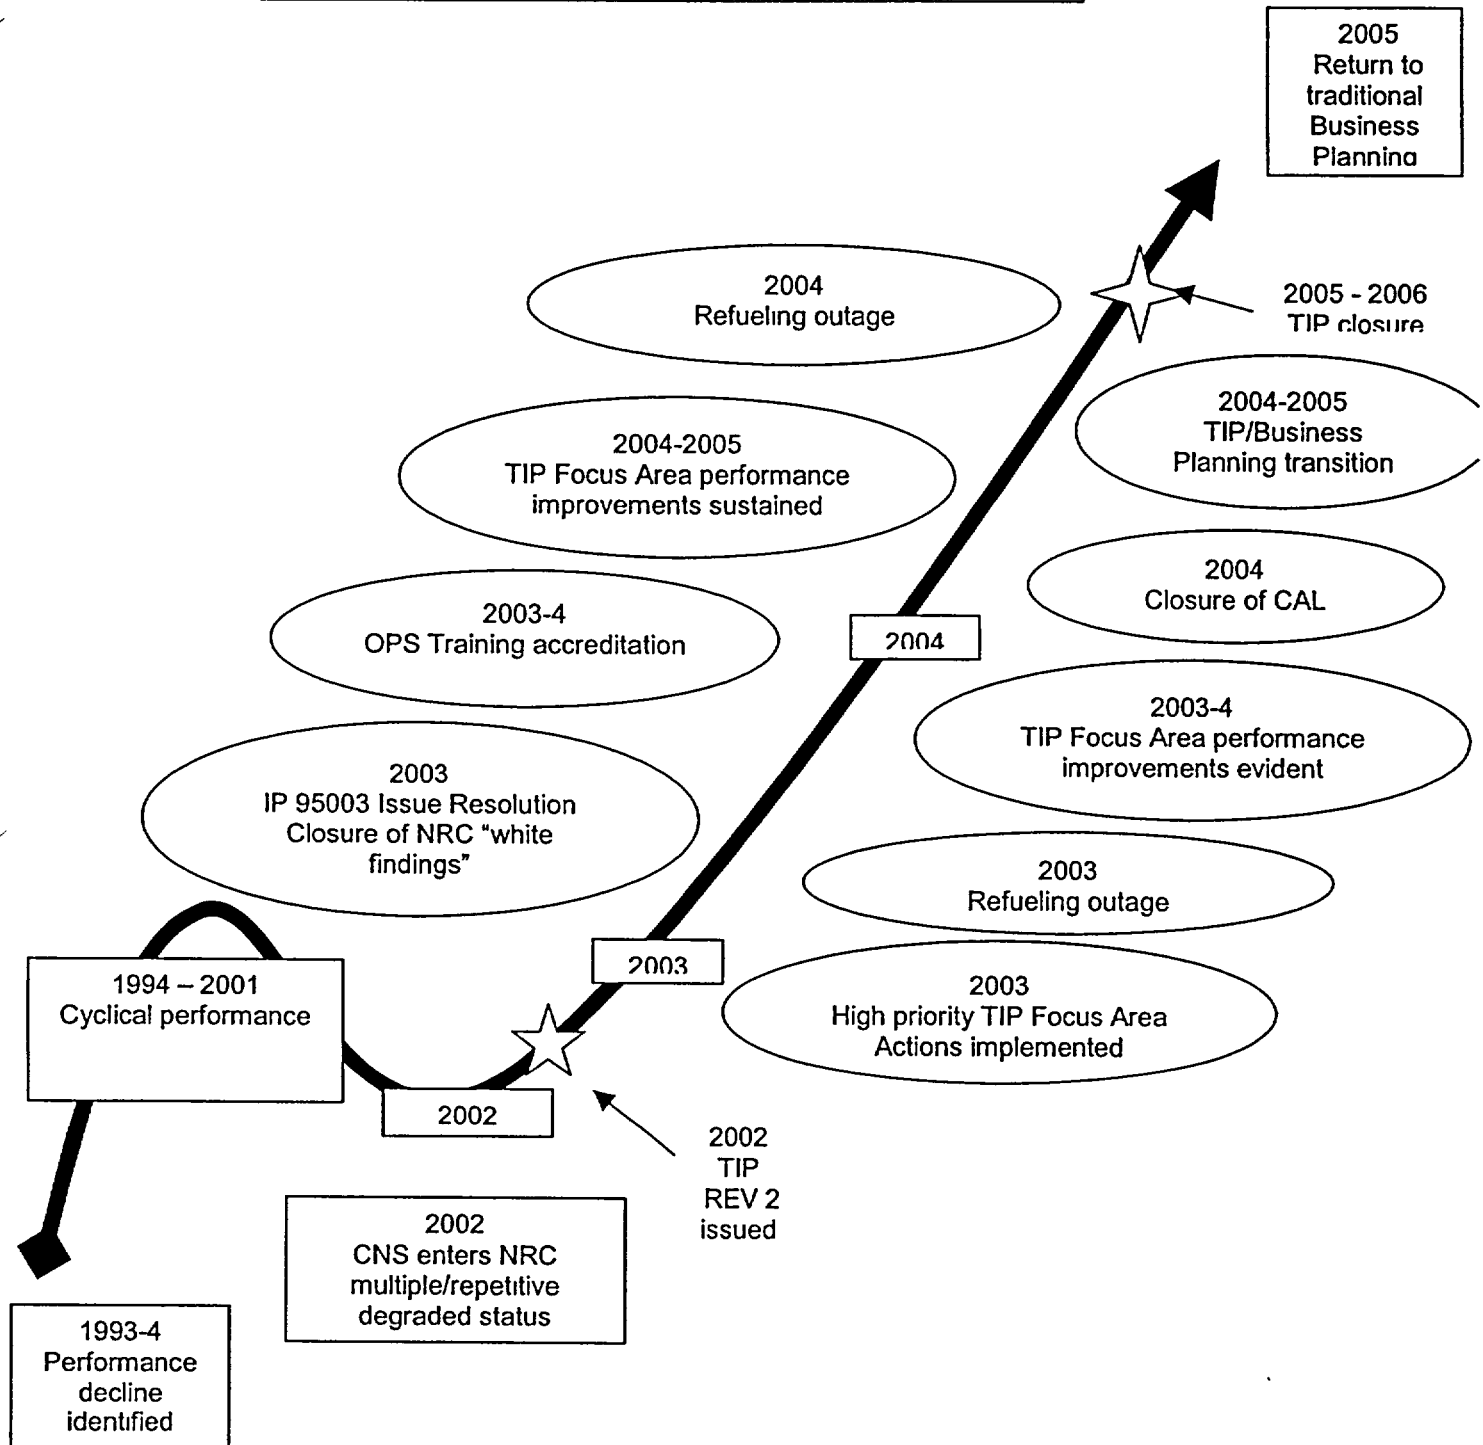 2005
Return to
traditional
Business
Planning
2004
Refueling outage
2005 - 2006
TIP closure
2004-2005
TIP/Business
Planning transition
2004-2005
TIP Focus Area performance
improvements sustained
2004
Closure of CAL
2003-4
OPS Training accreditation
2004
2003-4
TIP Focus Area performance
improvements evident
2003
IP 95003 Issue Resolution
Closure of NRC "white
findings"
2003
Refueling outage
2003
1994 – 2001
Cyclical performance
2003
High priority TIP Focus Area
Actions implemented
2002
2002
TIP
REV 2
issued
2002
CNS enters NRC
multiple/repetitive
degraded status
1993-4
Performance
decline
identified